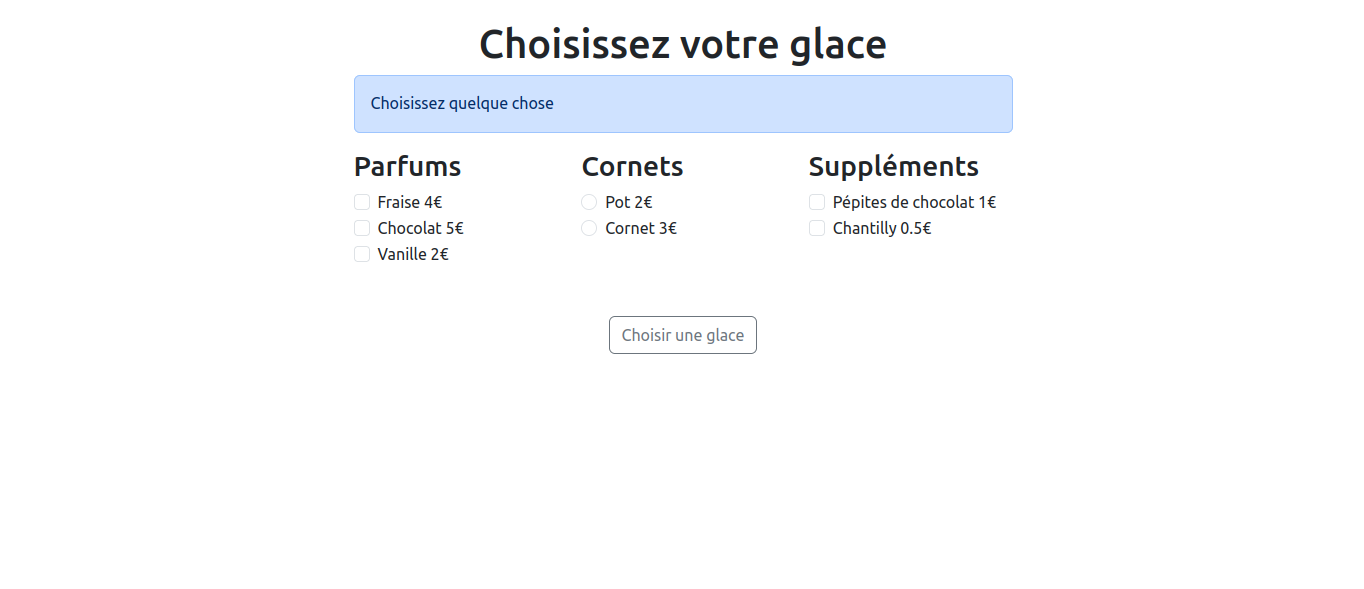 Choisissez votre glace
Choisissez quelque chose
Parfums
Fraise 4€
Chocolat 5€
Vanille 2€
Cornets
Pot 2€
Cornet 3€
Suppléments
Pépites de chocolat 1€
Chantilly 0.5€
Choisir une glace